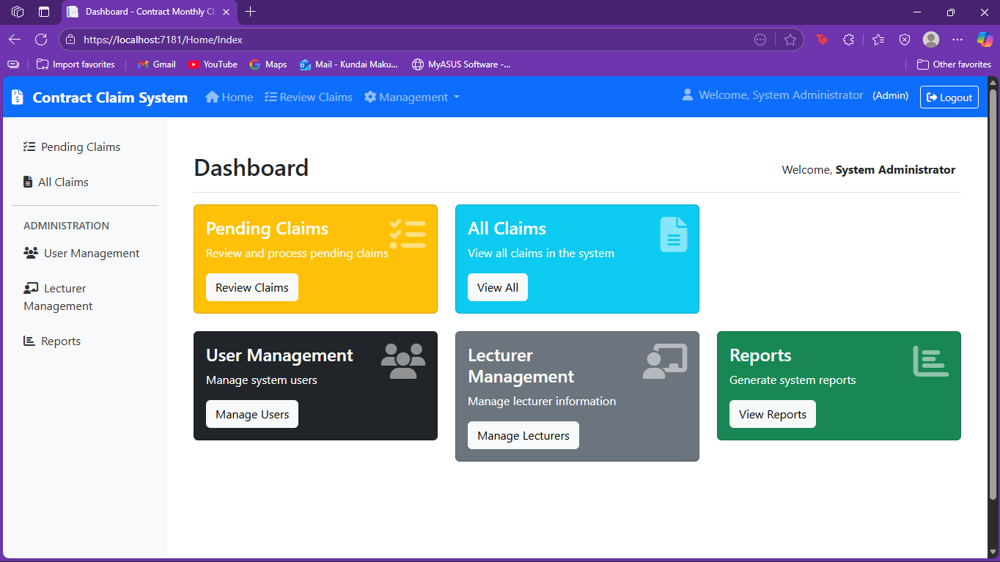 Dashboard - Contract Monthly Cl
https://localhost:7181/Home/Index
Tp
Import favorites
Gmail
YouTube
Maps
Mail - Kundai Maku...
MyASUS Software -...
Other favorites
Contract Claim System
Home
Review Claims
Management
Welcome, System Administrator
(Admin)
Logout
Pending Claims
All Claims
ADMINISTRATION
User Management
Lecturer
Management
Reports
Dashboard
Welcome, System Administrator
Pending Claims
Review and process pending claims
Review Claims
All Claims
View all claims in the system
View All
User Management
Manage system users
Manage Users
Lecturer
Management
Manage lecturer information
Manage Lecturers
Reports
Generate system reports
View Reports